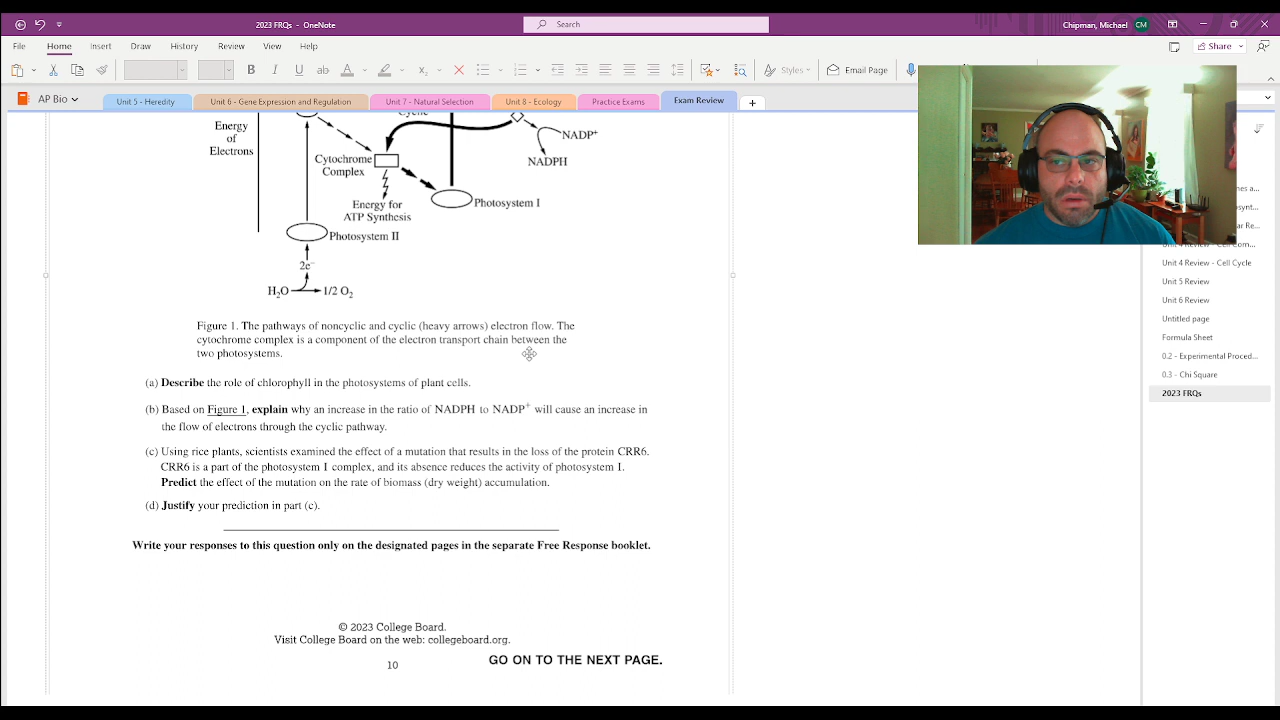 2023 FRQs - OneNote
Search
Chipman, Michael
CM
File Home Insert Draw History Review View Help
Share
Styles
Email Page
AP Bio
Unit 5 - Heredity
Unit 6 - Gene Expression and Regulation
Unit 7 - Natural Selection
Unit 8 - Ecology
Practice Exams
Exam Review
Energy
of
Electrons
Cyclic
NADP+
NADPH
Cytochrome
Complex
Energy for
ATP Synthesis
Photosystem I
Photosystem II
2e−
H2O
1/2 O2
Figure 1. The pathways of noncyclic and cyclic (heavy arrows) electron flow. The
cytochrome complex is a component of the electron transport chain between the
two photosystems.
(a) Describe the role of chlorophyll in the photosystems of plant cells.
(b) Based on Figure 1, explain why an increase in the ratio of NADPH to NADP+ will cause an increase in
the flow of electrons through the cyclic pathway.
(c) Using rice plants, scientists examined the effect of a mutation that results in the loss of the protein CRR6.
CRR6 is a part of the photosystem I complex, and its absence reduces the activity of photosystem I.
Predict the effect of the mutation on the rate of biomass (dry weight) accumulation.
(d) Justify your prediction in part (c).
Write your responses to this question only on the designated pages in the separate Free Response booklet.
© 2023 College Board.
Visit College Board on the web: collegeboard.org.
10
GO ON TO THE NEXT PAGE.
Unit 4 Review - Cell Com...
Unit 4 Review - Cell Cycle
Unit 5 Review
Unit 6 Review
Untitled page
Formula Sheet
0.2 - Experimental Proced...
0.3 - Chi Square
2023 FRQs